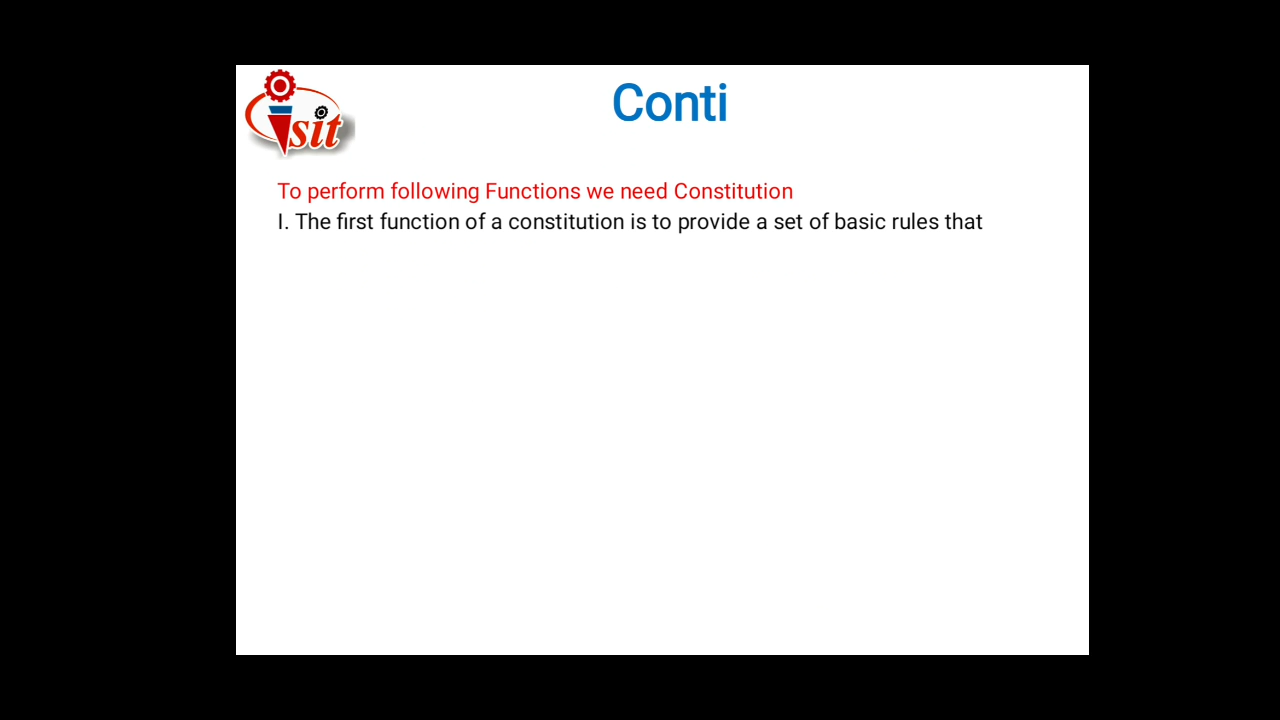 isit
Conti
To perform following Functions we need Constitution
I. The first function of a constitution is to provide a set of basic rules that